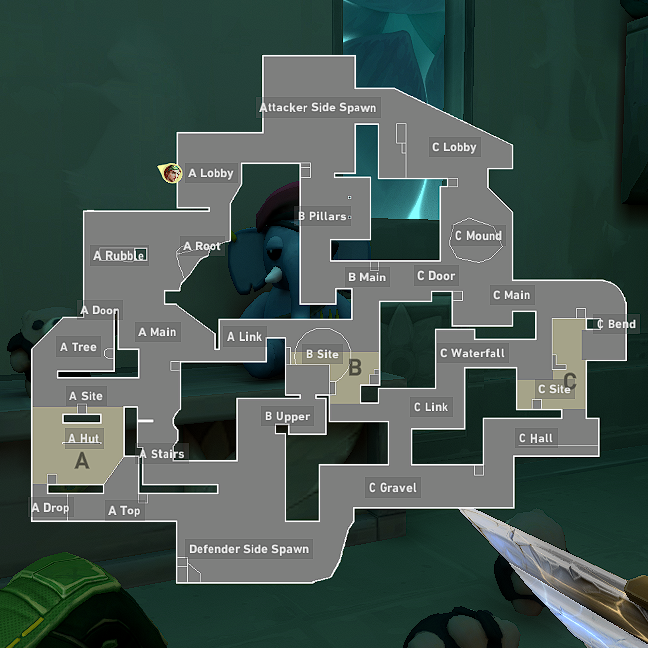 Attacker Side Spawn
C Lobby
A Lobby
B Pillars
C Mound
A Root
A Rubble
B Main
C Door
C Main
A Door
A Main
A Link
C Bend
A Tree
B Site
B
C Waterfall
C
C Site
A Site
C Link
B Upper
A Hut
A
C Hall
A Stairs
C Gravel
A Drop
A Top
Defender Side Spawn